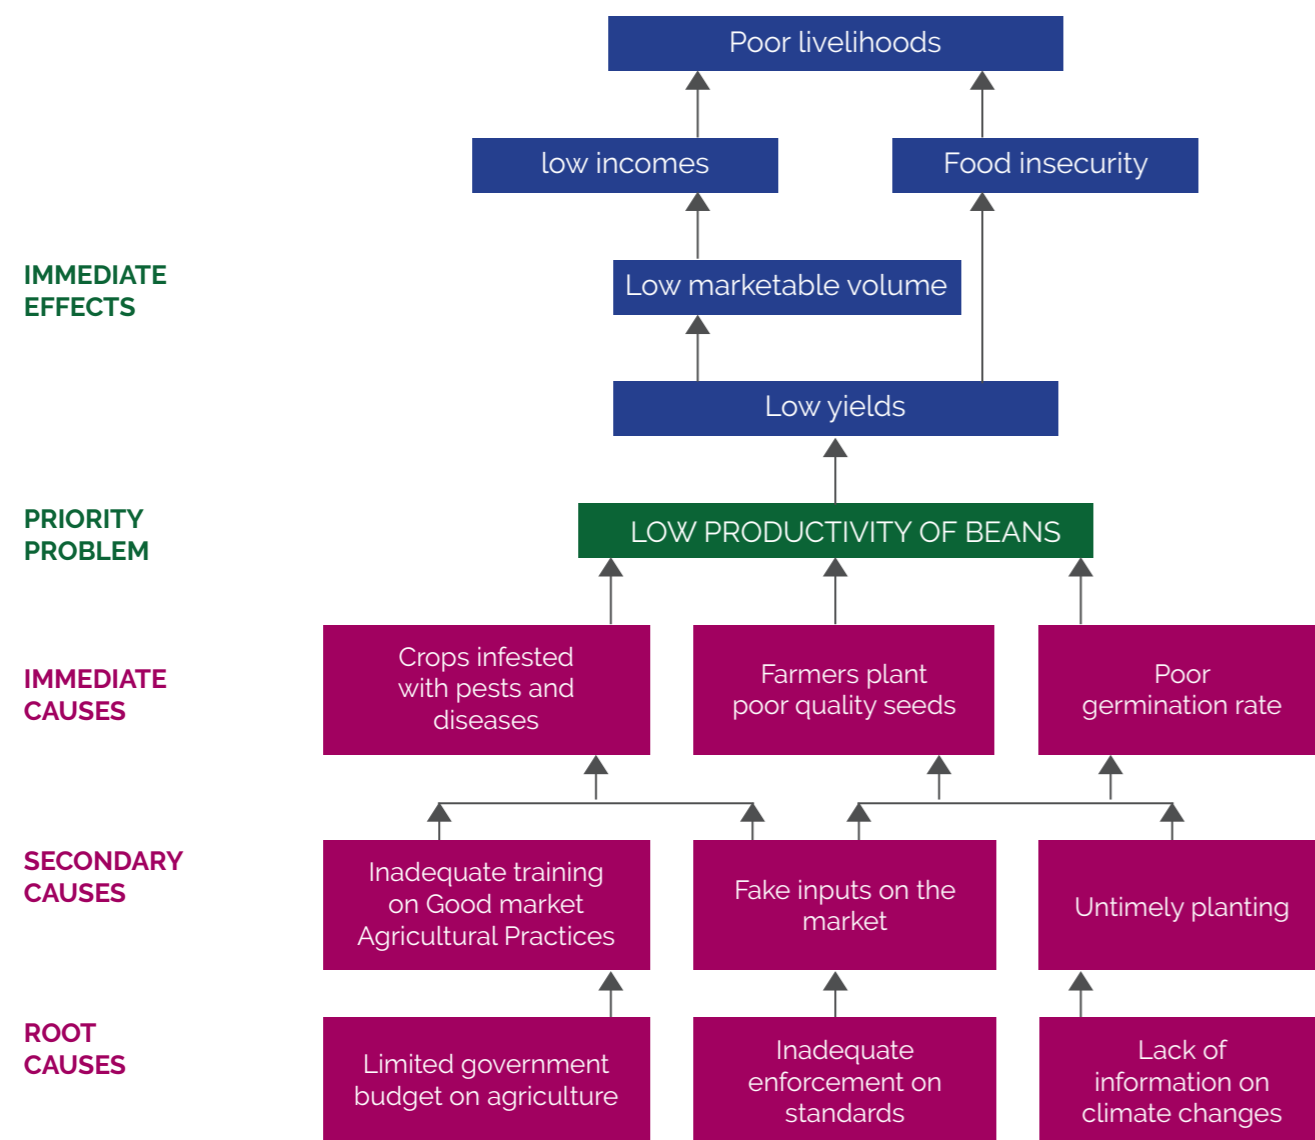 Poor livelihoods
low incomes
Food insecurity
IMMEDIATE
EFFECTS
Low marketable volume
Low yields
PRIORITY
PROBLEM
LOW PRODUCTIVITY OF BEANS
IMMEDIATE
CAUSES
Crops infested
with pests and
diseases
Farmers plant
poor quality seeds
Poor
germination rate
SECONDARY
CAUSES
Inadequate training
on Good market
Agricultural Practices
Fake inputs on the
market
Untimely planting
ROOT
CAUSES
Limited government
budget on agriculture
Inadequate
enforcement on
standards
Lack of
information on
climate changes